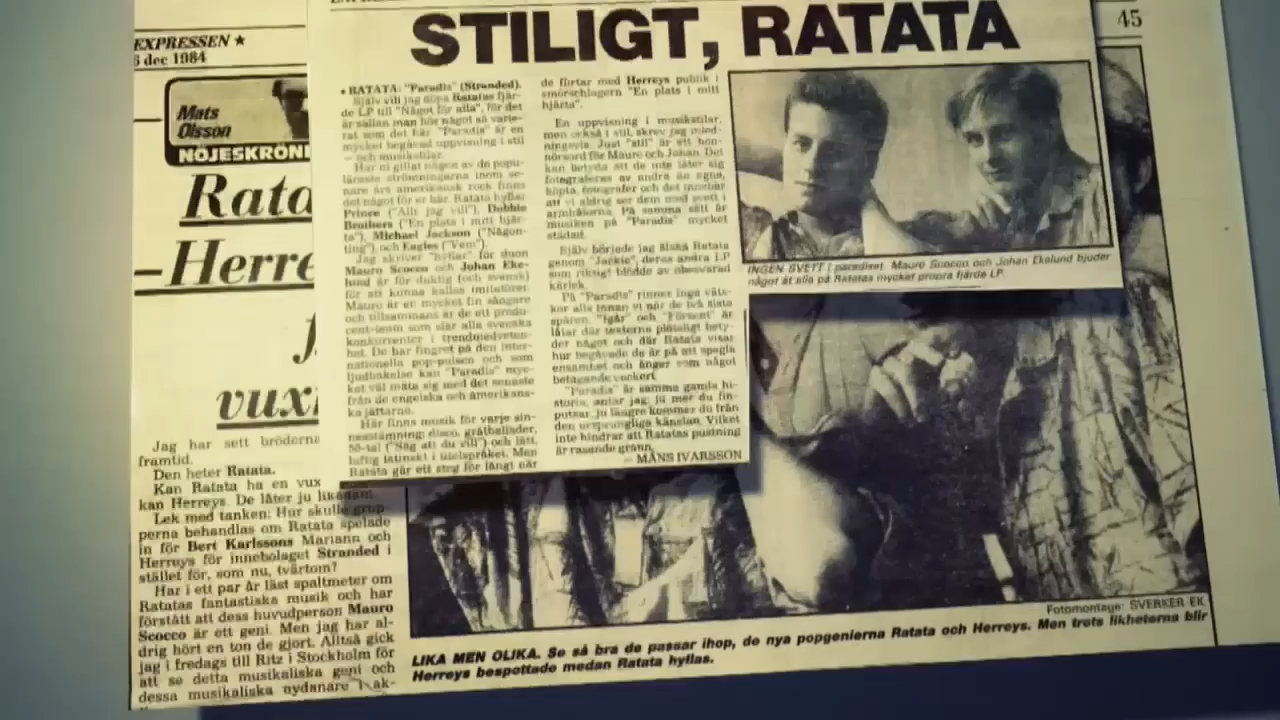 STILIGT, RATATA
45
EXPRESSEN ★
dec 1984
Mats
Olsson
NÖJESKRÖNI
Rata
–Herre
vux
Jag har sett bröderna
framtid.
Den heter Ratata.
Kan Ratata ha en vux
kan Herreys. De låter ju likadant.
Lek med tanken: Hur skulle grup-
perna behandlas om Ratata spelade
in för Bert Karlssons Mariann och
Herreys för innebolaget Stranded i
stället för, som nu, tvärtom?
Har i ett par år läst spaltmeter om
Ratatas fantastiska musik och har
förstått att dess huvudperson Mauro
Scocco är ett geni. Men jag har al-
drig hört en ton de gjort. Alltså gick
jag i fredags till Ritz i Stockholm för
att se detta musikaliska geni och
dessa musikaliska nydanare i ak-
• RATATA: "Paradis" (Stranded).
Själv vill jag döpa Ratatas fjär-
de LP till "Något för alla", för det
är sällan man hör något så varie-
rat som det här. "Paradis" är en
mycket begåvad uppvisning i stil
– och musikstilar.
Har ni gillat någon av de popu-
läraste strömningarna inom se-
nare års amerikansk rock finns
det något för er här. Ratata hyllar
Prince ("Allt jag vill"), Dobbie
Brothers ("En plats i mitt hjär-
ta"), Michael Jackson ("Någon-
ting") och Eagles ("Vem").
Jag skriver "hyllar" för duon
Mauro Scocco och Johan Eke-
lund är för duktig (och svensk)
för att kunna kallas imitatörer.
Mauro är en mycket fin sångare
och tillsammans är de ett produ-
cent-team som slår alla svenska
konkurrenter i trendmedveten-
het. De har fingret på den inter-
nationella pop-pulsen och som
ljudbakelse kan "Paradis" myc-
ket väl mäta sig med det senaste
från de engelska och amerikans-
ka jättarna.
Här finns musik för varje sin-
nesstämning: disco, gråtballader,
50-tal ("Säg att du vill") och lätt,
luftig latinskt i titelspråket. Men
Ratata går ett steg för långt när
de flirtar med Herreys publik i
smörschlagern "En plats i mitt
hjärta".
En uppvisning i musikstilar,
men också i stil, skrev jag inled-
ningsvis. Just "stil" är ett hon-
nörsord för Mauro och Johan. Det
kan betyda att de inte låter sig
fotograferas av andra än egna,
köpta, fotografer och det innebär
att vi aldrig ser dem med svett i
armhålorna. På samma sätt är
musiken på "Paradis" mycket
städad.
Själv började jag älska Ratata
genom "Jackie", deras andra LP
som riktigt blödde av obesvarad
kärlek.
På "Paradis" rinner inga väts-
kor alls innan vi når de två sista
spåren. "Igår" och "Försent" är
låtar där texterna plötsligt bety-
der något och där Ratata visar
hur begåvade de är på att spegla
ensamhet och ånger som något
betagande vackert.
"Paradis" är samma gamla hi-
storia, antar jag: ju mer du fin-
putsar, ju längre kommer du från
den ursprungliga känslan. Vilket
inte hindrar att Ratatas putsning
är rasande grann.
– MÅNS IVARSSON
INGEN SVETT i paradiset. Mauro Scocco och Johan Ekelund bjuder
något åt alla på Ratatas mycket propra fjärde LP.
Fotomontage: SVERKER EK
LIKA MEN OLIKA. Se så bra de passar ihop, de nya popgenierna Ratata och Herreys. Men trots likheterna blir
Herreys bespottade medan Ratata hyllas.